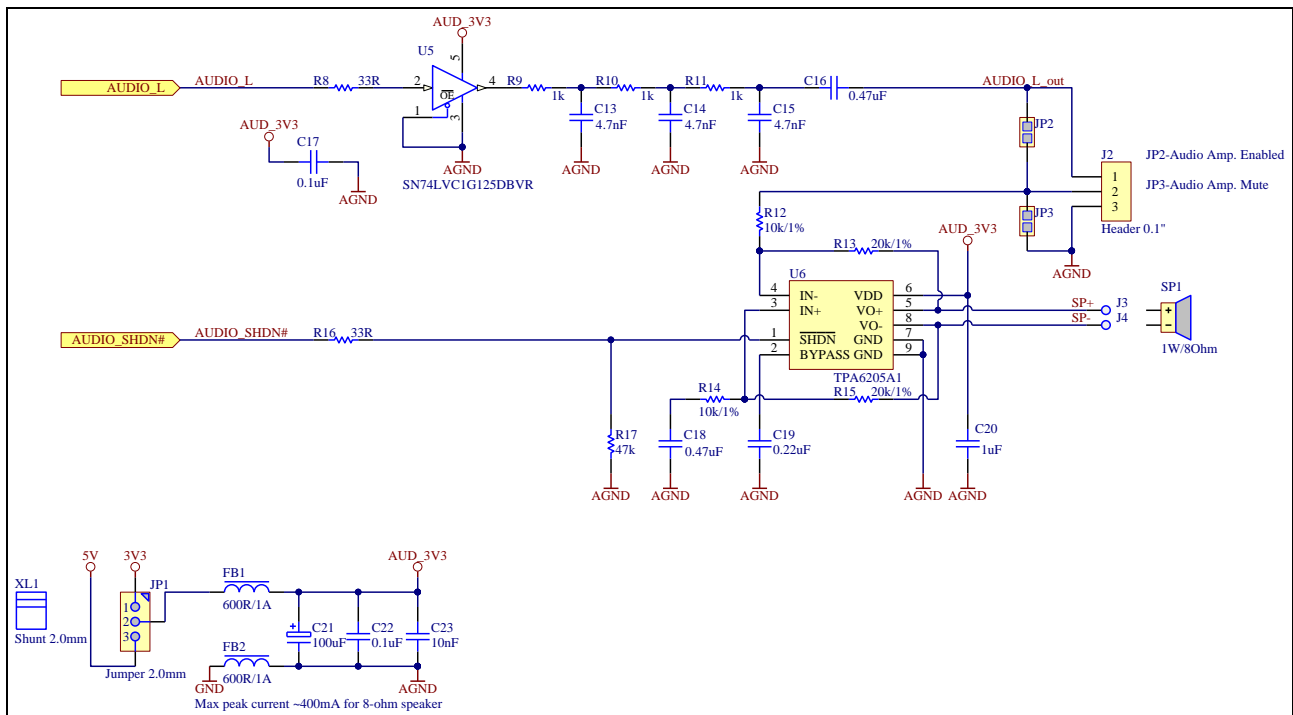 AUD_3V3
U5
5
AUDIO_L
AUDIO_L
R8
33R
2
4
OE
1
3
R9
1k
R10
1k
R11
1k
C16
0.47uF
AUDIO_L_out
C13
4.7nF
C14
4.7nF
C15
4.7nF
AUD_3V3
C17
0.1uF
AGND
AGND
SN74LVC1G125DBVR
AGND
AGND
AGND
JP2
J2
JP2-Audio Amp. Enabled
1
2
3
JP3-Audio Amp. Mute
JP3
Header 0.1"
AGND
R12
10k/1%
R13
20k/1%
AUD_3V3
U6
4
IN-
VDD
6
3
IN+
VO+
5
VO-
8
1
SHDN
GND
7
2
BYPASS
GND
9
TPA6205A1
SP+
J3
SP-
J4
SP1
+
−
1W/8Ohm
AUDIO_SHDN#
AUDIO_SHDN#
R16
33R
R14
10k/1%
R15
20k/1%
R17
47k
C18
0.47uF
C19
0.22uF
C20
1uF
AGND
AGND
AGND
AGND
AGND
5V
3V3
AUD_3V3
XL1
Shunt 2.0mm
JP1
1
2
3
Jumper 2.0mm
FB1
600R/1A
+
C21
100uF
C22
0.1uF
C23
10nF
FB2
600R/1A
GND
AGND
Max peak current ~400mA for 8-ohm speaker